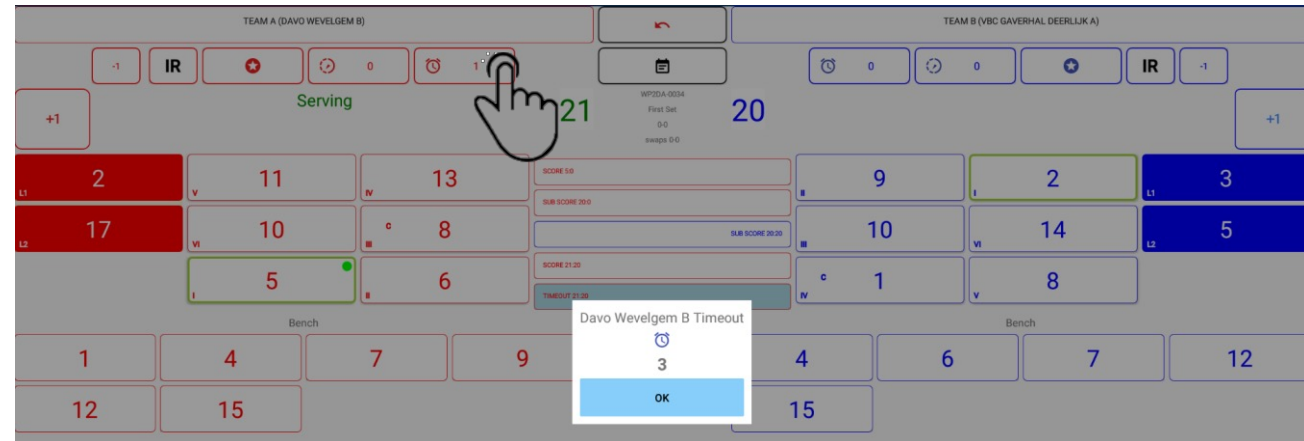 TEAM A (DAVO WEVELGEM B)
TEAM B (VBC GAVERHAL DEERLIJK A)
-1 IR 0 1
0 0 IR -1
Serving
+1
21
WP2DA-0034
First Set
0-0
swaps 0-0
20
+1
2 L1
11 V
13 IV
SCORE 5:0
SUB SCORE 20:0
9 II
2 I
3 L1
17 L2
10 VI
C 8 III
SUB SCORE 20:20
10 III
14 VI
5 L2
5 I
6 II
SCORE 21:20
TIMEOUT 21:20
C 1 IV
8 V
Bench
Bench
Davo Wevelgem B Timeout
3
OK
1 4 7 9
4 6 7 12
12 15
15